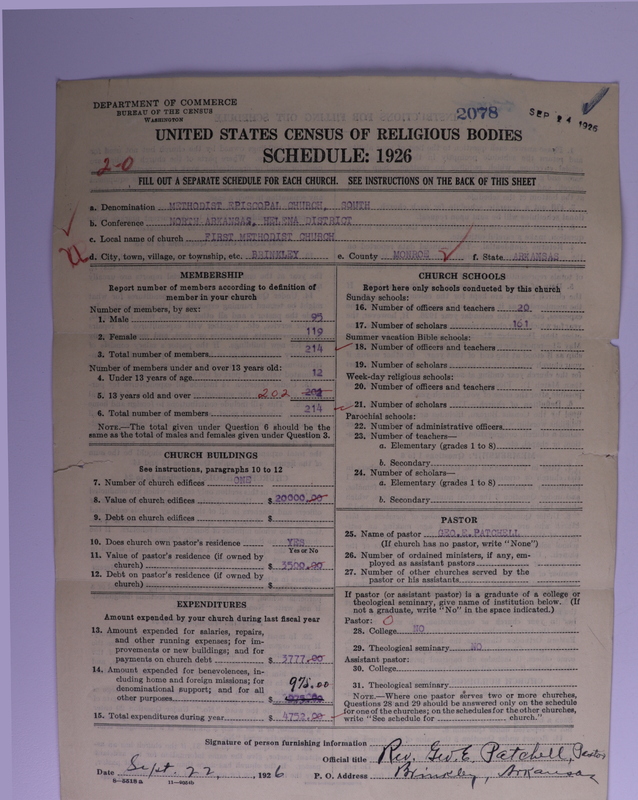 DEPARTMENT OF COMMERCE
BUREAU OF THE CENSUS
WASHINGTON
2078
SEP 24 1926
UNITED STATES CENSUS OF RELIGIOUS BODIES
SCHEDULE: 1926
2-0
FILL OUT A SEPARATE SCHEDULE FOR EACH CHURCH. SEE INSTRUCTIONS ON THE BACK OF THIS SHEET
a. Denomination METHODIST EPISCOPAL CHURCH, SOUTH
b. Conference NORTH ARKANSAS, HELENA DISTRICT
c. Local name of church FIRST METHODIST CHURCH
d. City, town, village, or township, etc. BRINKLEY e. County MONROE f. State ARKANSAS
MEMBERSHIP
Report number of members according to definition of
member in your church
Number of members, by sex:
1. Male 95
2. Female 119
3. Total number of members 214
Number of members under and over 13 years old:
4. Under 13 years of age 12
5. 13 years old and over 202
6. Total number of members 214
NOTE.—The total given under Question 6 should be the
same as the total of males and females given under Question 3.
CHURCH BUILDINGS
See instructions, paragraphs 10 to 12
7. Number of church edifices ONE
8. Value of church edifices $ 20000.00
9. Debt on church edifices $
10. Does church own pastor's residence YES
Yes or No
11. Value of pastor's residence (if owned by
church) $ 3500.00
12. Debt on pastor's residence (if owned by
church) $
EXPENDITURES
Amount expended by your church during last fiscal year
13. Amount expended for salaries, repairs,
and other running expenses; for im-
provements or new buildings; and for
payments on church debt $ 3777.00
14. Amount expended for benevolences, in-
cluding home and foreign missions; for
denominational support; and for all
other purposes $ 975.00
15. Total expenditures during year $ 4752.00
CHURCH SCHOOLS
Report here only schools conducted by this church
Sunday schools:
16. Number of officers and teachers 20
17. Number of scholars 161
Summer vacation Bible schools:
18. Number of officers and teachers
19. Number of scholars
Week-day religious schools:
20. Number of officers and teachers
21. Number of scholars
Parochial schools:
22. Number of administrative officers
23. Number of teachers—
a. Elementary (grades 1 to 8)
b. Secondary
24. Number of scholars—
a. Elementary (grades 1 to 8)
b. Secondary
PASTOR
25. Name of pastor GEO.E.PATCHELL
(If church has no pastor, write "None")
26. Number of ordained ministers, if any, em-
ployed as assistant pastors
27. Number of other churches served by the
pastor or his assistants
If pastor (or assistant pastor) is a graduate of a college or
theological seminary, give name of institution below. (If
not a graduate, write "No" in the space indicated.)
Pastor: 0
28. College NO
29. Theological seminary NO
Assistant pastor:
30. College
31. Theological seminary
NOTE.—Where one pastor serves two or more churches,
Questions 28 and 29 should be answered only on the schedule
for one of the churches; on the schedules for the other churches,
write "See schedule for church."
Signature of person furnishing information
Official title Rev. Geo. E. Patchell, Pastor
Date Sept. 22, 1926 P. O. Address Brinkley, Arkansas